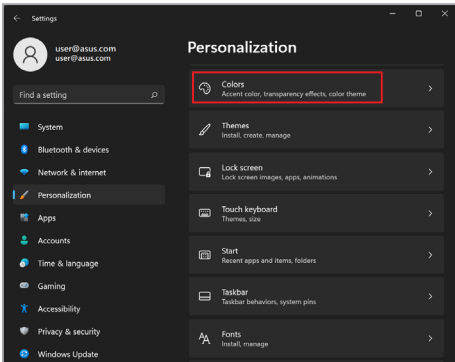 Settings
user@asus.com
user@asus.com
Find a setting
System
Bluetooth & devices
Network & internet
Personalization
Apps
Accounts
Time & language
Gaming
Accessibility
Privacy & security
Windows Update
Personalization
Colors
Accent color, transparency effects, color theme
Themes
Install, create, manage
Lock screen
Lock screen images, apps, animations
Touch keyboard
Themes, size
Start
Recent apps and items, folders
Taskbar
Taskbar behaviors, system pins
Fonts
Install, manage